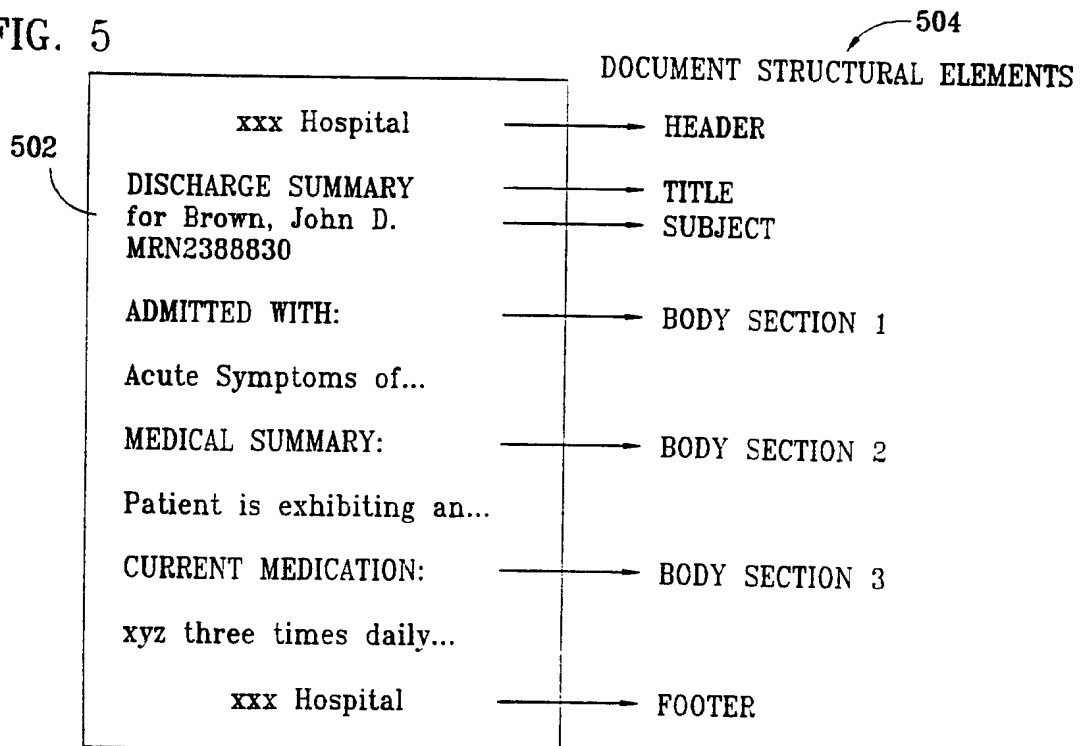 FIG. 5
504
DOCUMENT STRUCTURAL ELEMENTS
xxx Hospital HEADER
502
DISCHARGE SUMMARY TITLE
for Brown, John D. SUBJECT
MRN2388830
ADMITTED WITH: BODY SECTION 1
Acute Symptoms of...
MEDICAL SUMMARY: BODY SECTION 2
Patient is exhibiting an...
CURRENT MEDICATION: BODY SECTION 3
xyz three times daily...
xxx Hospital FOOTER